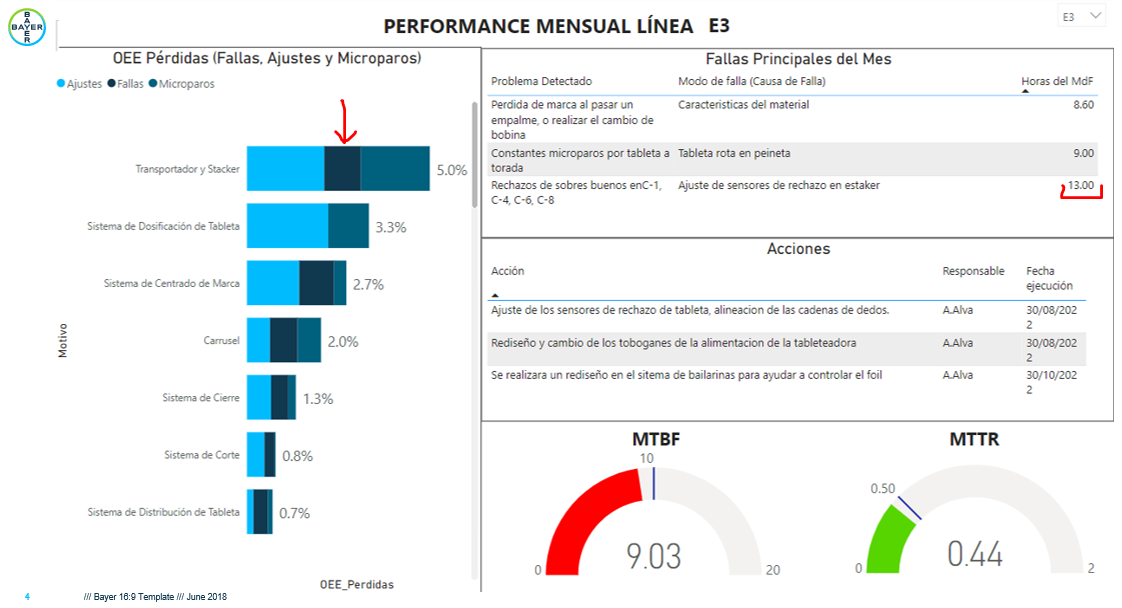 BAYER
BAYER
PERFORMANCE MENSUAL LÍNEA E3
E3
OEE Pérdidas (Fallas, Ajustes y Microparos)
Ajustes Fallas Microparos
Motivo
Transportador y Stacker 5.0%
Sistema de Dosificación de Tableta 3.3%
Sistema de Centrado de Marca 2.7%
Carrusel 2.0%
Sistema de Cierre 1.3%
Sistema de Corte 0.8%
Sistema de Distribución de Tableta 0.7%
OEE_Perdidas
Fallas Principales del Mes
Problema Detectado Modo de falla (Causa de Falla) Horas del MdF
Perdida de marca al pasar un Caracteristicas del material 8.60
empalme, o realizar el cambio de
bobina
Constantes microparos por tableta a Tableta rota en peineta 9.00
torada
Rechazos de sobres buenos enC-1, Ajuste de sensores de rechazo en estaker 13.00
C-4, C-6, C-8
Acciones
Acción Responsable Fecha
ejecución
Ajuste de los sensores de rechazo de tableta, alineacion de las cadenas de dedos. A.Alva 30/08/202
2
Rediseño y cambio de los toboganes de la alimentacion de la tableteadora A.Alva 30/08/202
2
Se realizara un rediseño en el sitema de bailarinas para ayudar a controlar el foil A.Alva 30/10/202
2
MTBF
10
9.03
0 20
MTTR
0.50
0.44
0 2
4 /// Bayer 16:9 Template /// June 2018